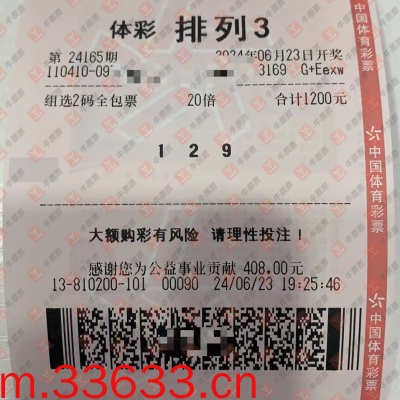 体彩 排列3
第 24165期 2024年06月23日开奖
110410-09 3169 G+Eexw
组选2码全包票 20倍 合计1200元
1 2 9
大额购彩有风险 请理性投注！
感谢您为公益事业贡献 408.00元
13-810200-101 00090 24/06/23 19:25:46
m.33633.cn
中国体育彩票
中国体育彩票
中国体育彩票